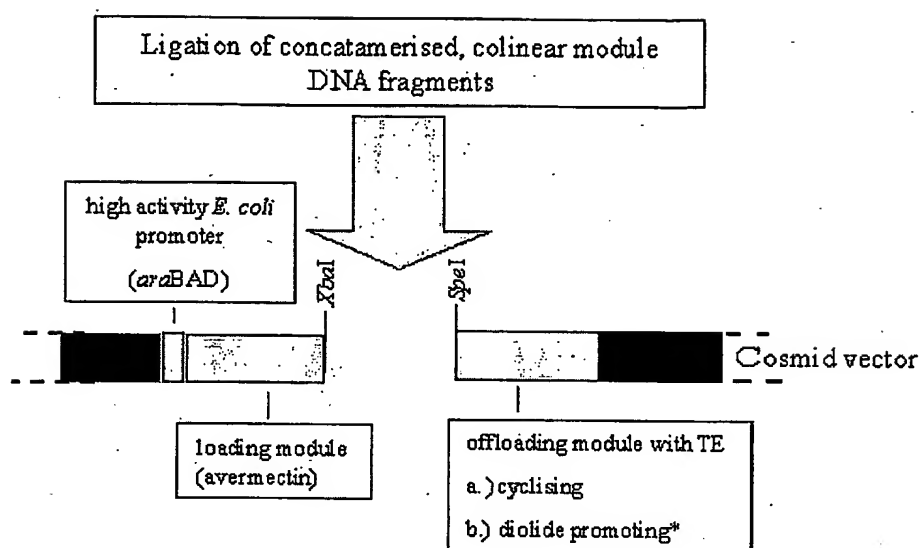 Ligation of concatamerised, colinear module
DNA fragments
high activity E. coli
promoter
(araBAD)
XbaI
SpeI
Cosmid vector
loading module
(avermectin)
offloading module with TE
a.) cyclising
b.) diolide promoting*